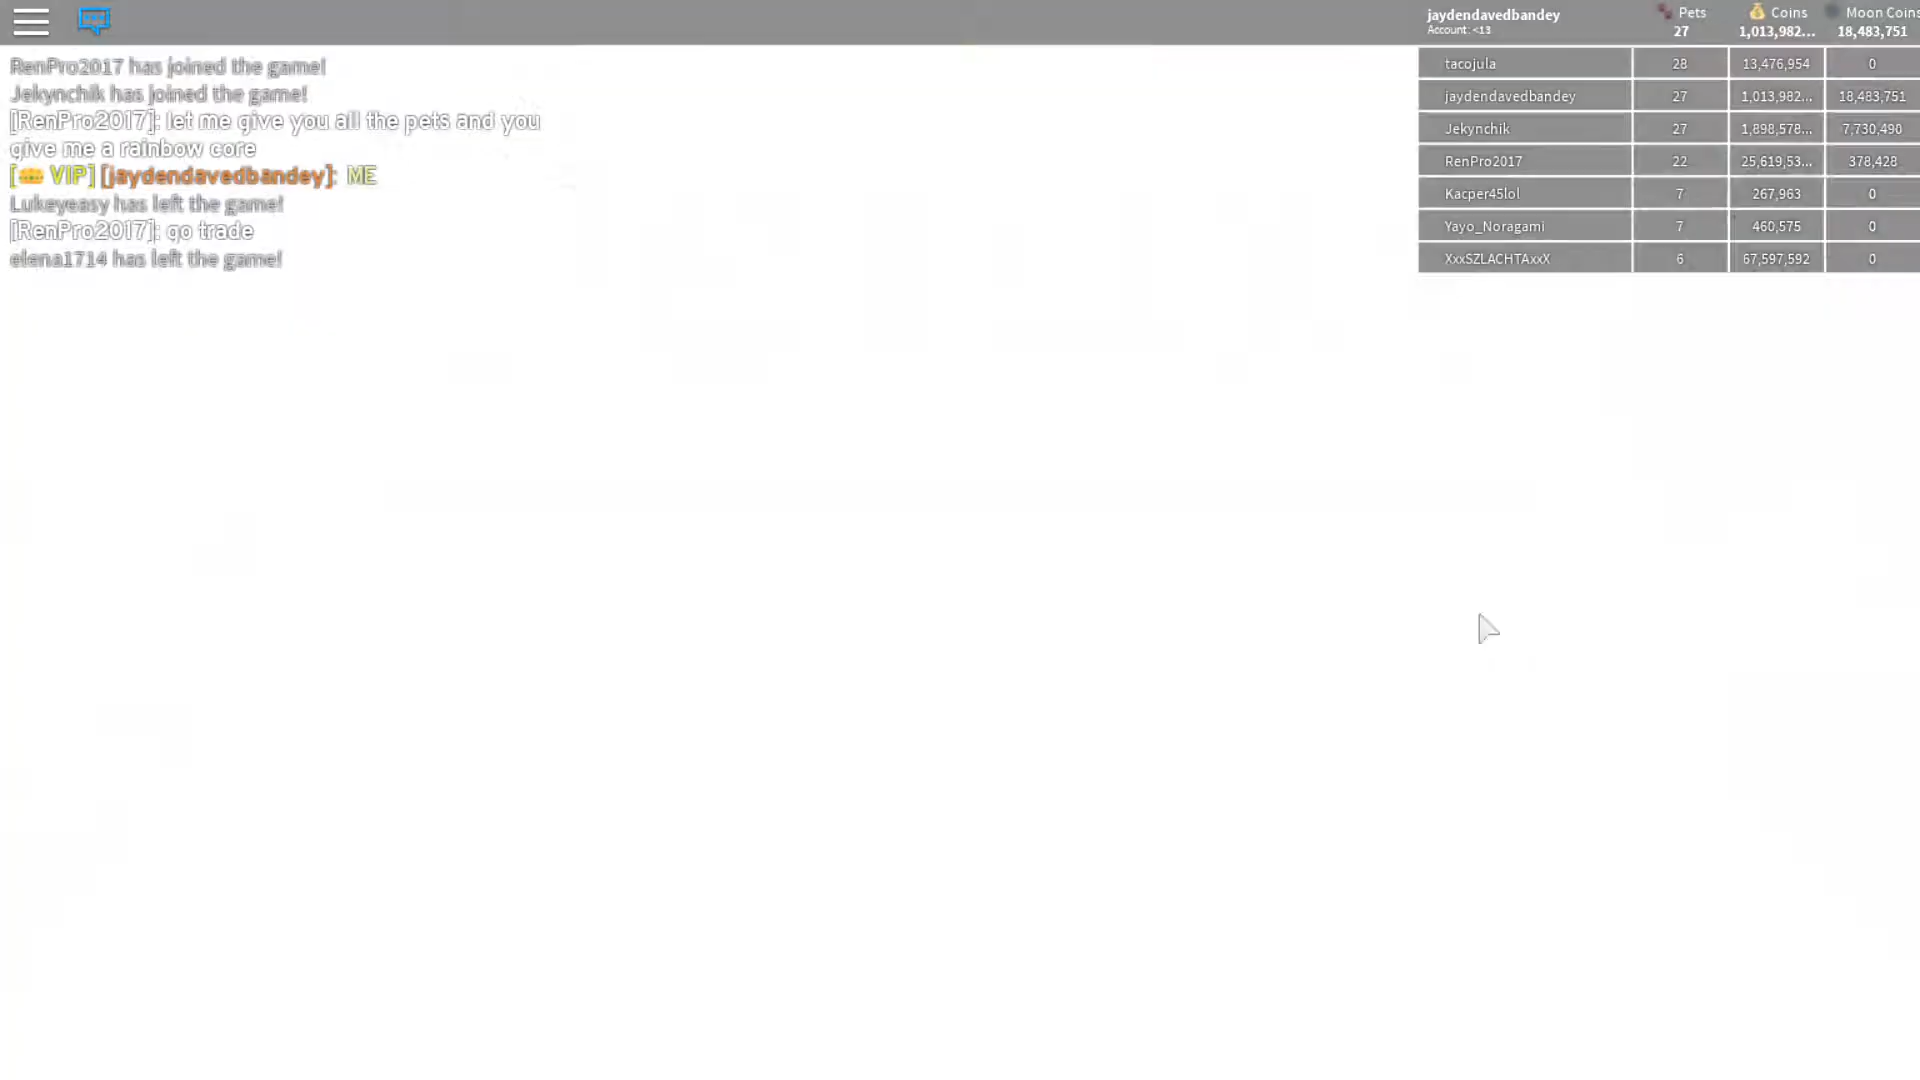 jaydendavedbandey
Account: <13
Pets
27
Coins
1,013,982...
Moon Coins
18,483,751
RenPro2017 has joined the game!
Jekynchik has joined the game!
[RenPro2017]: let me give you all the pets and you
give me a rainbow core
[VIP] [jaydendavedbandey]: ME
Lukeyeasy has left the game!
[RenPro2017]: go trade
elena1714 has left the game!
tacojula 28 13,476,954 0
jaydendavedbandey 27 1,013,982... 18,483,751
Jekynchik 27 1,898,578... 7,730,490
RenPro2017 22 25,619,53... 378,428
Kacper45lol 7 267,963 0
Yayo_Noragami 7 460,575 0
XxxSZLACHTAxxX 6 67,597,592 0